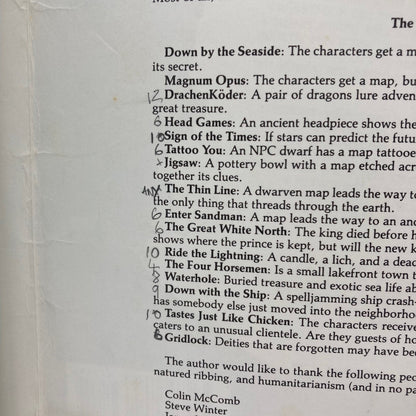 The
Down by the Seaside: The characters get a m
its secret.
Magnum Opus: The characters get a map, bu
12 DrachenKöder: A pair of dragons lure adven
great treasure.
6 Head Games: An ancient headpiece shows the
10 Sign of the Times: If stars can predict the futu
6 Tattoo You: An NPC dwarf has a map tattooe
Jigsaw: A pottery bowl with a map etched acr
together its clues.
ANY The Thin Line: A dwarven map leads the way to
the only thing that threads through the earth.
6 Enter Sandman: A map leads the way to an anc
6 The Great White North: The king died before h
shows where the prince is kept, but will the new k
10 Ride the Lightning: A candle, a lich, and a dead
4 The Four Horsemen: Is a small lakefront town t
8 Waterhole: Buried treasure and exotic sea life ab
9 Down with the Ship: A spelljamming ship crash-
has somebody else just moved into the neighborho
10 Tastes Just Like Chicken: The characters receive
caters to an unusual clientele. Are they guests of ho
Gridlock: Deities that are forgotten may have bee
The author would like to thank the following peo
natured ribbing, and humanitarianism (and in no pa
Colin McComb
Steve Winter